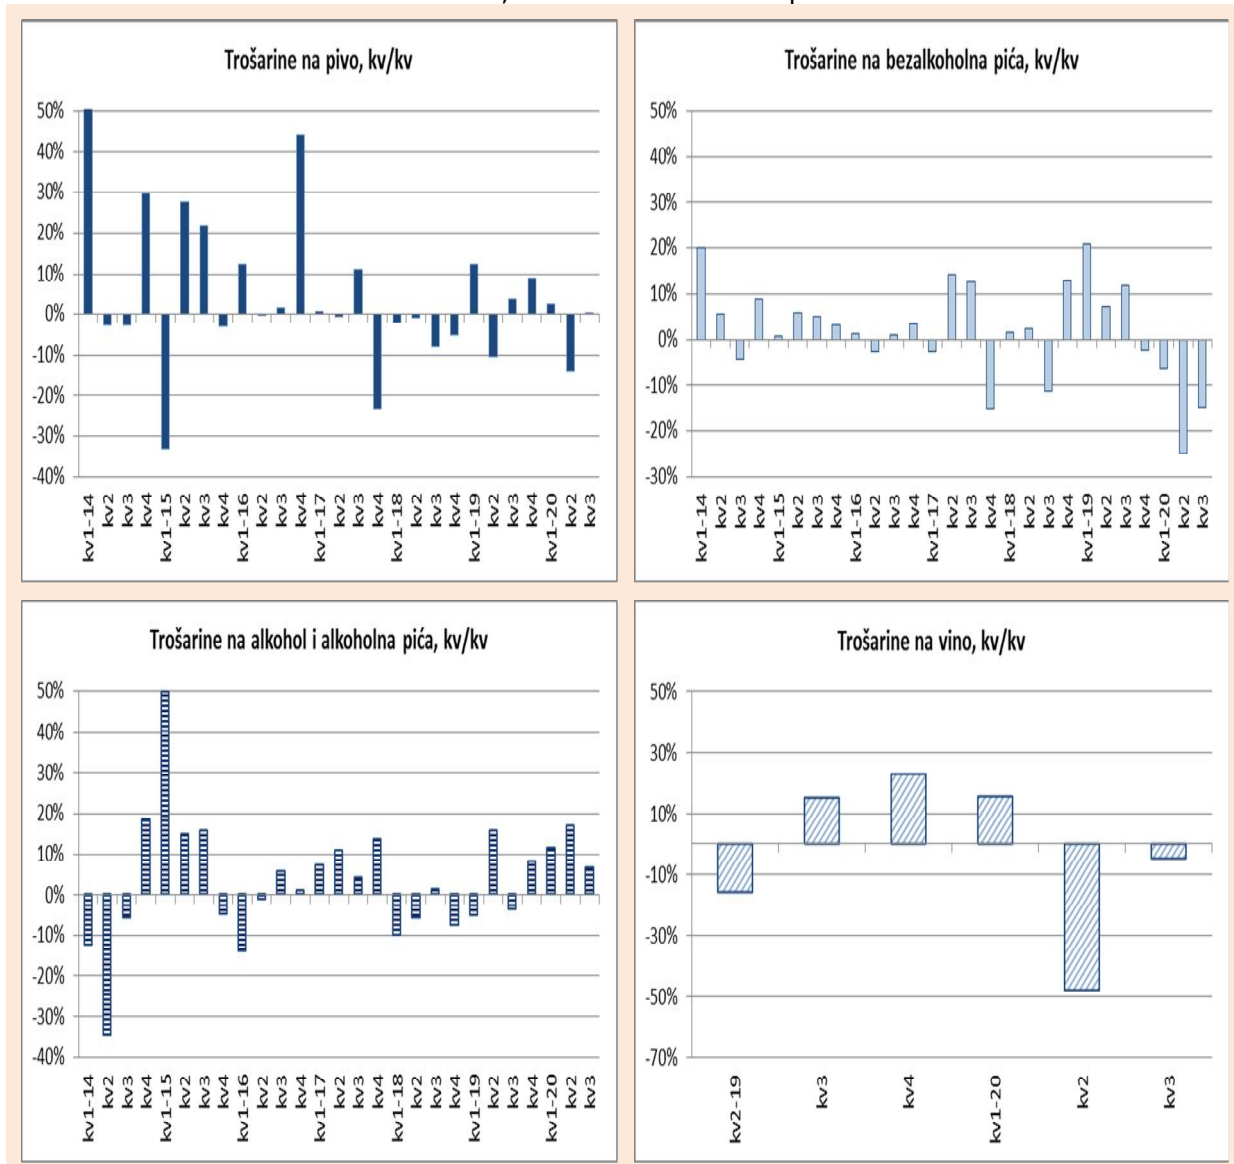 Trošarine na pivo, kv/kv
50%
40%
30%
20%
10%
0%
-10%
-20%
-30%
-40%
kv1-14
kv2
kv3
kv4
kv1-15
kv2
kv3
kv4
kv1-16
kv2
kv3
kv4
kv1-17
kv2
kv3
kv4
kv1-18
kv2
kv3
kv4
kv1-19
kv2
kv3
kv4
kv1-20
kv2
kv3
Trošarine na bezalkoholna pića, kv/kv
50%
40%
30%
20%
10%
0%
-10%
-20%
-30%
kv1-14
kv2
kv3
kv4
kv1-15
kv2
kv3
kv4
kv1-16
kv2
kv3
kv4
kv1-17
kv2
kv3
kv4
kv1-18
kv2
kv3
kv4
kv1-19
kv2
kv3
kv4
kv1-20
kv2
kv3
Trošarine na alkohol i alkoholna pića, kv/kv
50%
40%
30%
20%
10%
0%
-10%
-20%
-30%
-40%
kv1-14
kv2
kv3
kv4
kv1-15
kv2
kv3
kv4
kv1-16
kv2
kv3
kv4
kv1-17
kv2
kv3
kv4
kv1-18
kv2
kv3
kv4
kv1-19
kv2
kv3
kv4
kv1-20
kv2
kv3
Trošarine na vino, kv/kv
50%
30%
10%
-10%
-30%
-50%
-70%
kv2-19
kv3
kv4
kv1-20
kv2
kv3